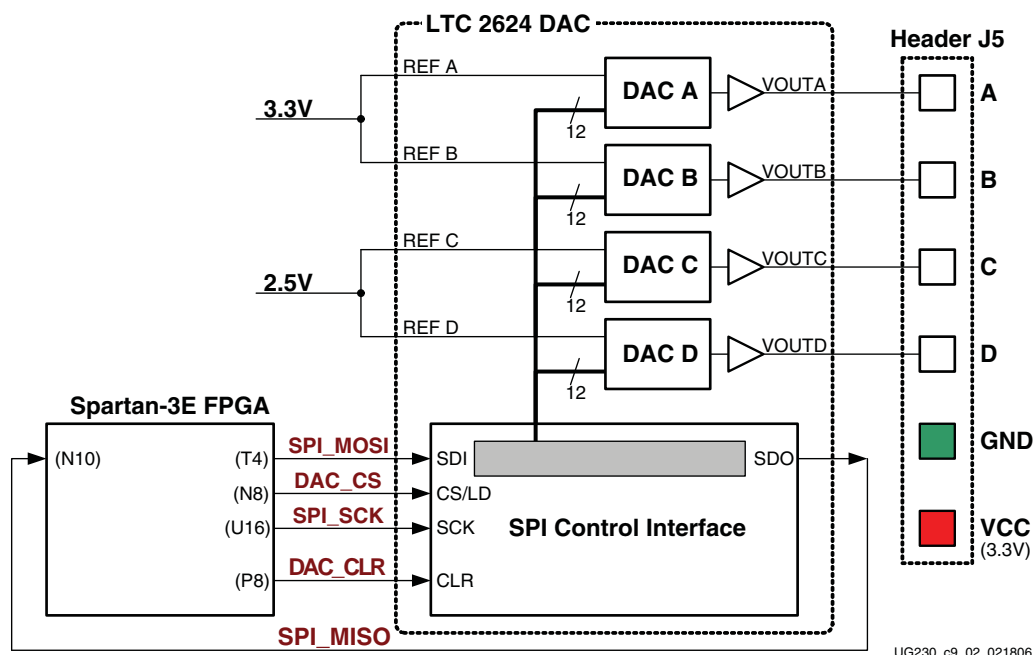 LTC 2624 DAC
Header J5
REF A
DAC A
VOUTA
A
3.3V
12
REF B
DAC B
VOUTB
B
12
REF C
DAC C
VOUTC
C
2.5V
12
REF D
DAC D
VOUTD
D
12
Spartan-3E FPGA
GND
(N10)
(T4)
SPI_MOSI
SDI
SDO
(N8)
DAC_CS
CS/LD
(U16)
SPI_SCK
SCK
SPI Control Interface
VCC
(3.3V)
(P8)
DAC_CLR
CLR
SPI_MISO
UG230_c9_02_021806